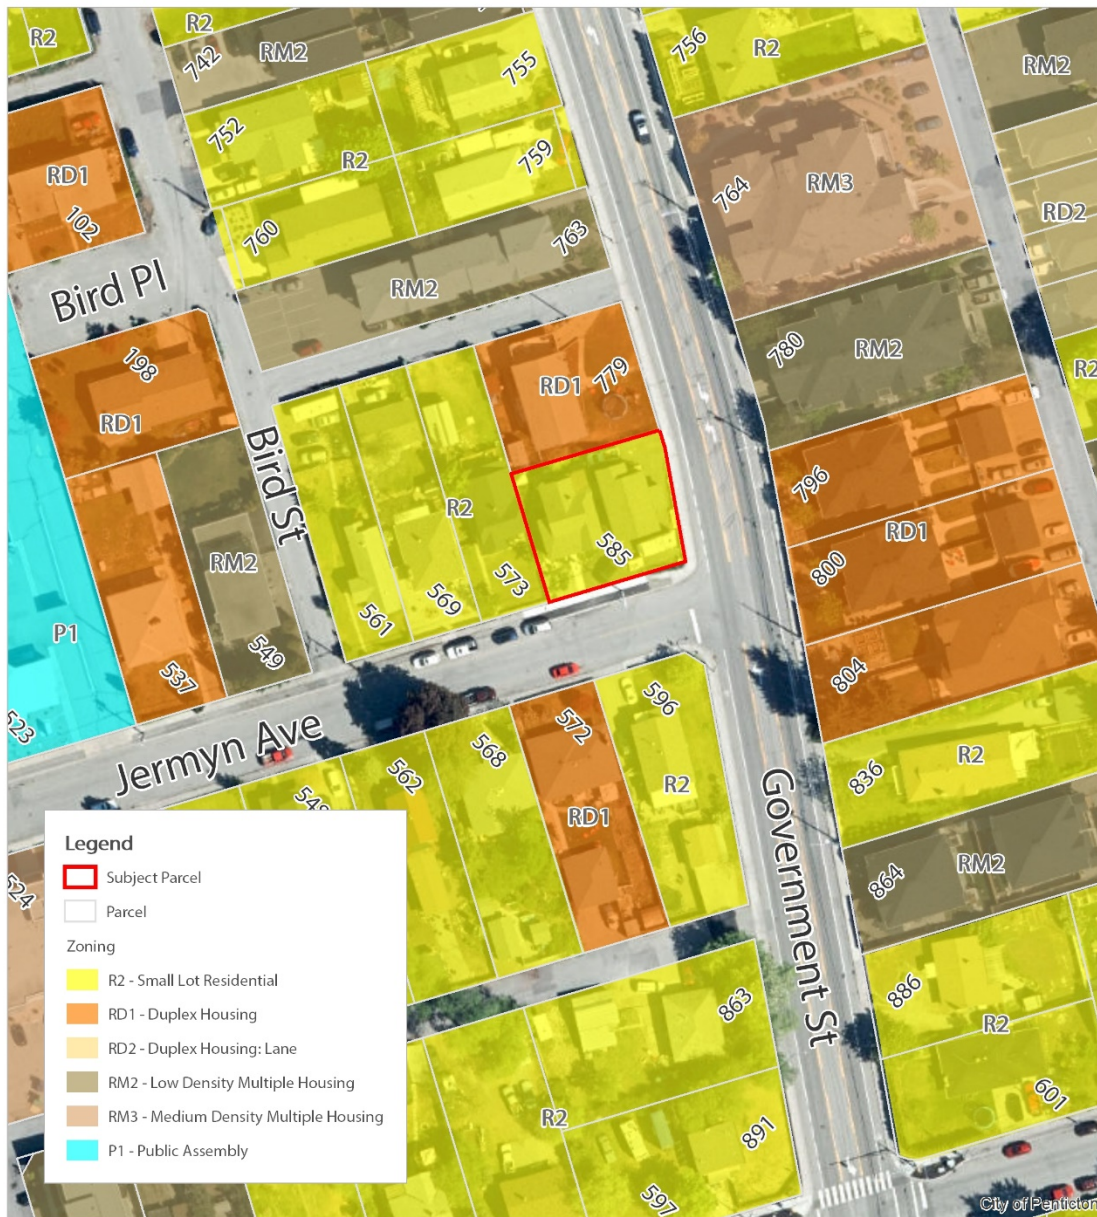 R2
R2
742
RM2
755
756
R2
RM2
752
R2
759
RD1
102
764
RM3
RD2
760
763
RM2
Bird Pl
198
RD1
RD1
779
780
RM2
R2
Bird St
R2
796
RD1
800
RM2
585
573
569
561
P1
549
537
523
804
596
572
Jermyn Ave
568
562
548
R2
RD1
Government St
836
R2
864
RM2
524
Legend
Subject Parcel
Parcel
Zoning
R2 - Small Lot Residential
RD1 - Duplex Housing
RD2 - Duplex Housing: Lane
RM2 - Low Density Multiple Housing
RM3 - Medium Density Multiple Housing
P1 - Public Assembly
863
886
R2
R2
601
891
597
City of Penticton